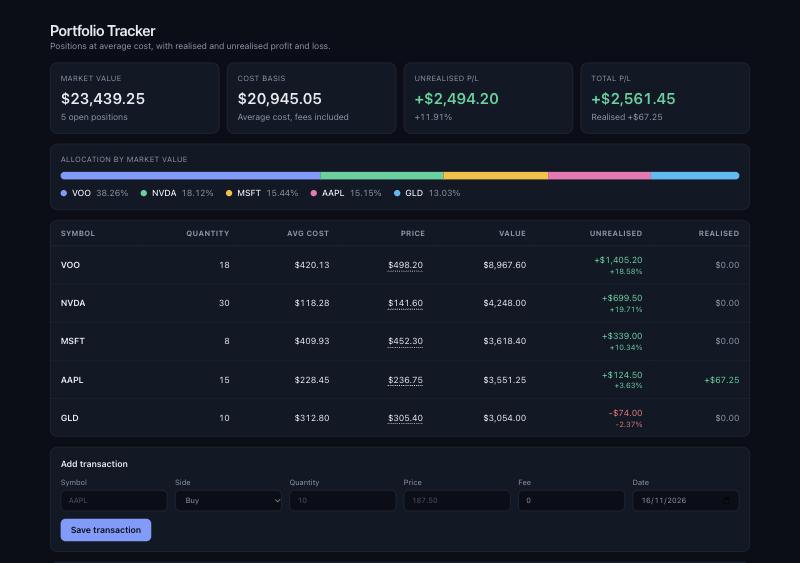 Portfolio Tracker
Positions at average cost, with realised and unrealised profit and loss.
MARKET VALUE
$23,439.25
5 open positions
COST BASIS
$20,945.05
Average cost, fees included
UNREALISED P/L
+$2,494.20
+11.91%
TOTAL P/L
+$2,561.45
Realised +$67.25
ALLOCATION BY MARKET VALUE
VOO 38.26% NVDA 18.12% MSFT 15.44% AAPL 15.15% GLD 13.03%
SYMBOL QUANTITY AVG COST PRICE VALUE UNREALISED REALISED
VOO 18 $420.13 $498.20 $8,967.60 +$1,405.20 $0.00
+18.58%
NVDA 30 $118.28 $141.60 $4,248.00 +$699.50 $0.00
+19.71%
MSFT 8 $409.93 $452.30 $3,618.40 +$339.00 $0.00
+10.34%
AAPL 15 $228.45 $236.75 $3,551.25 +$124.50 +$67.25
+3.63%
GLD 10 $312.80 $305.40 $3,054.00 -$74.00 $0.00
-2.37%
Add transaction
Symbol Side Quantity Price Fee Date
AAPL Buy 10 187.50 0 16/11/2026
Save transaction